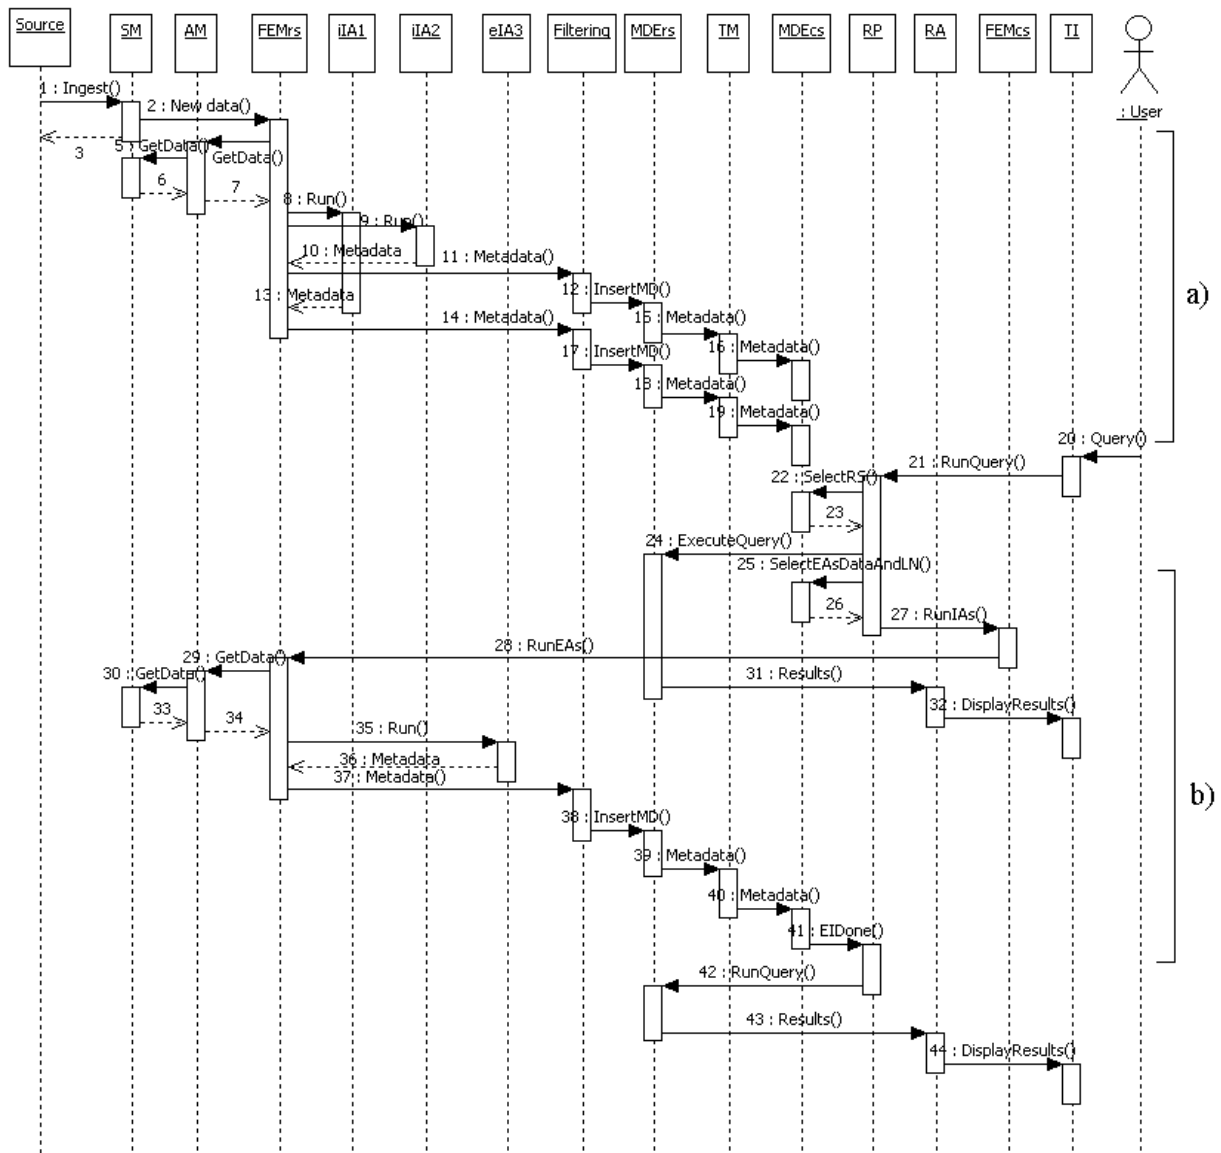 Source SM AM FEMrs iIA1 iIA2 eIA3 Filtering MDErs TM MDEcs RP RA FEMcs TI
: User
1 : Ingest()
2 : New data()
3
5 : GetData()
GetData()
6
7
8 : Run()
9 : Run()
10 : Metadata
11 : Metadata()
12 : InsertMD()
13 : Metadata
a)
14 : Metadata()
15 : Metadata()
16 : Metadata()
17 : InsertMD()
18 : Metadata()
19 : Metadata()
20 : Query()
21 : RunQuery()
22 : SelectRS()
23
24 : ExecuteQuery()
25 : SelectEAsDataAndLN()
26
27 : RunIAs()
28 : RunEAs()
29 : GetData()
30 : GetData()
31 : Results()
32 : DisplayResults()
33
34
35 : Run()
36 : Metadata
37 : Metadata()
b)
38 : InsertMD()
39 : Metadata()
40 : Metadata()
41 : EIDone()
42 : RunQuery()
43 : Results()
44 : DisplayResults()